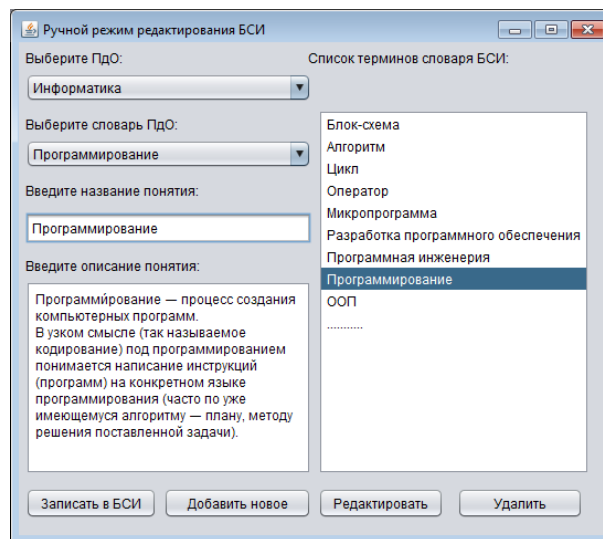 Ручной режим редактирования БСИ
Выберите ПдО:
Информатика
Выберите словарь ПдО:
Программирование
Введите название понятия:
Программирование
Введите описание понятия:
Программи́рование — процесс создания
компьютерных программ.
В узком смысле (так называемое
кодирование) под программированием
понимается написание инструкций
(программ) на конкретном языке
программирования (часто по уже
имеющемуся алгоритму — плану, методу
решения поставленной задачи).
Список терминов словаря БСИ:
Блок-схема
Алгоритм
Цикл
Оператор
Микропрограмма
Разработка программного обеспечения
Программная инженерия
Программирование
ООП
...........
Записать в БСИ
Добавить новое
Редактировать
Удалить